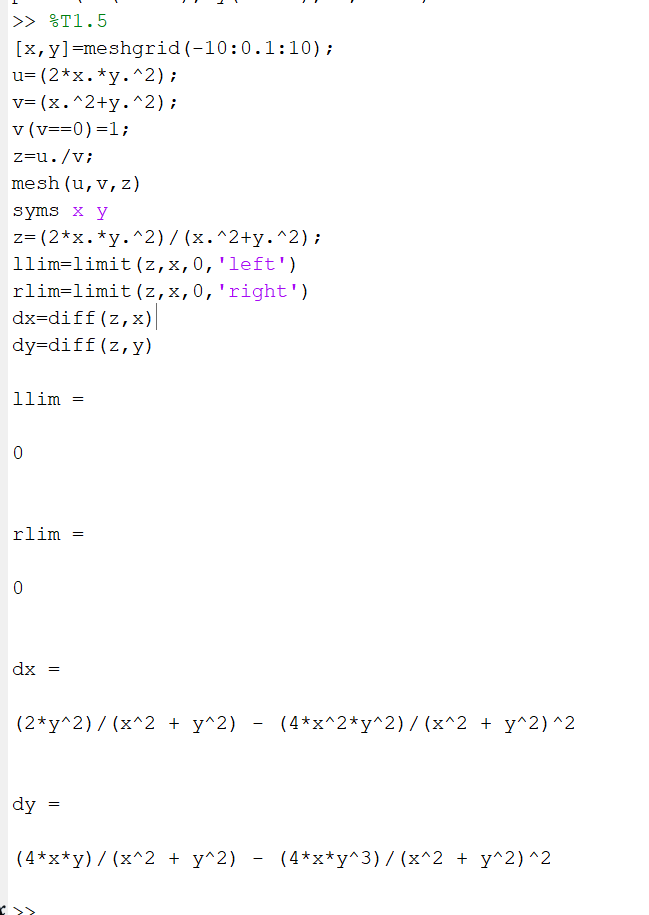 >> %T1.5
[x,y]=meshgrid(-10:0.1:10);
u=(2*x.*y.^2);
v=(x.^2+y.^2);
v(v==0)=1;
z=u./v;
mesh(u,v,z)
syms x y
z=(2*x.*y.^2)/(x.^2+y.^2);
llim=limit(z,x,0,'left')
rlim=limit(z,x,0,'right')
dx=diff(z,x)
dy=diff(z,y)
llim =
0
rlim =
0
dx =
(2*y^2)/(x^2 + y^2) - (4*x^2*y^2)/(x^2 + y^2)^2
dy =
(4*x*y)/(x^2 + y^2) - (4*x*y^3)/(x^2 + y^2)^2
>>